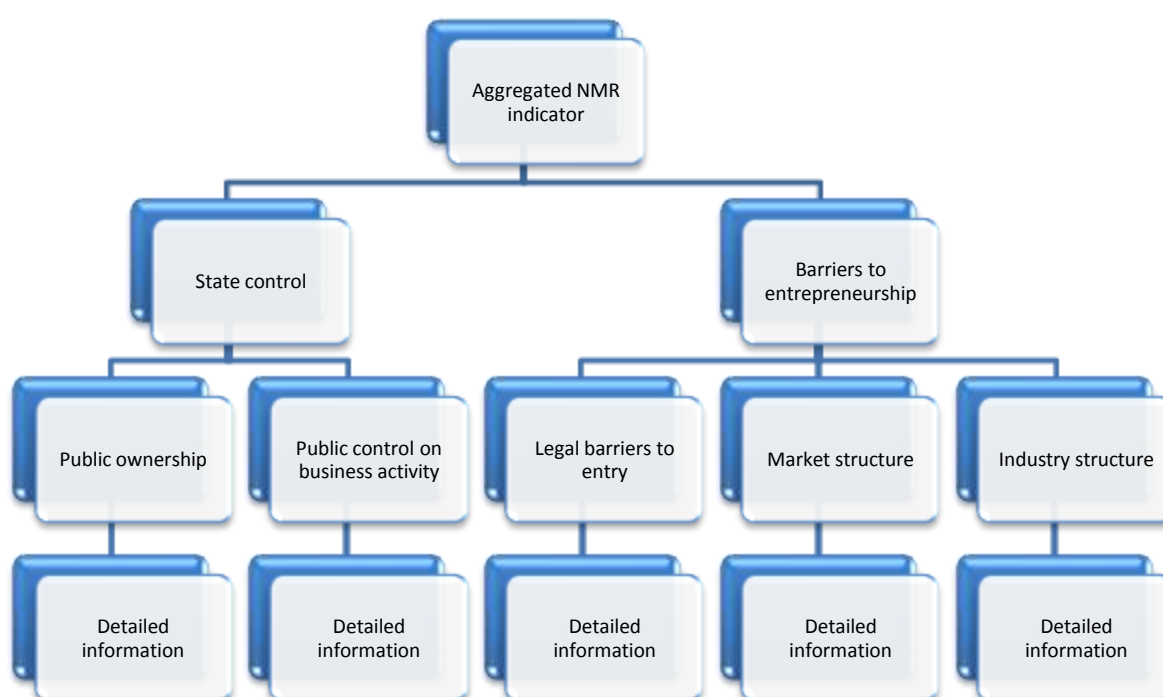 Aggregated NMR
indicator
State control
Barriers to
entrepreneurship
Public ownership
Public control on
business activity
Legal barriers to
entry
Market structure
Industry structure
Detailed
information
Detailed
information
Detailed
information
Detailed
information
Detailed
information